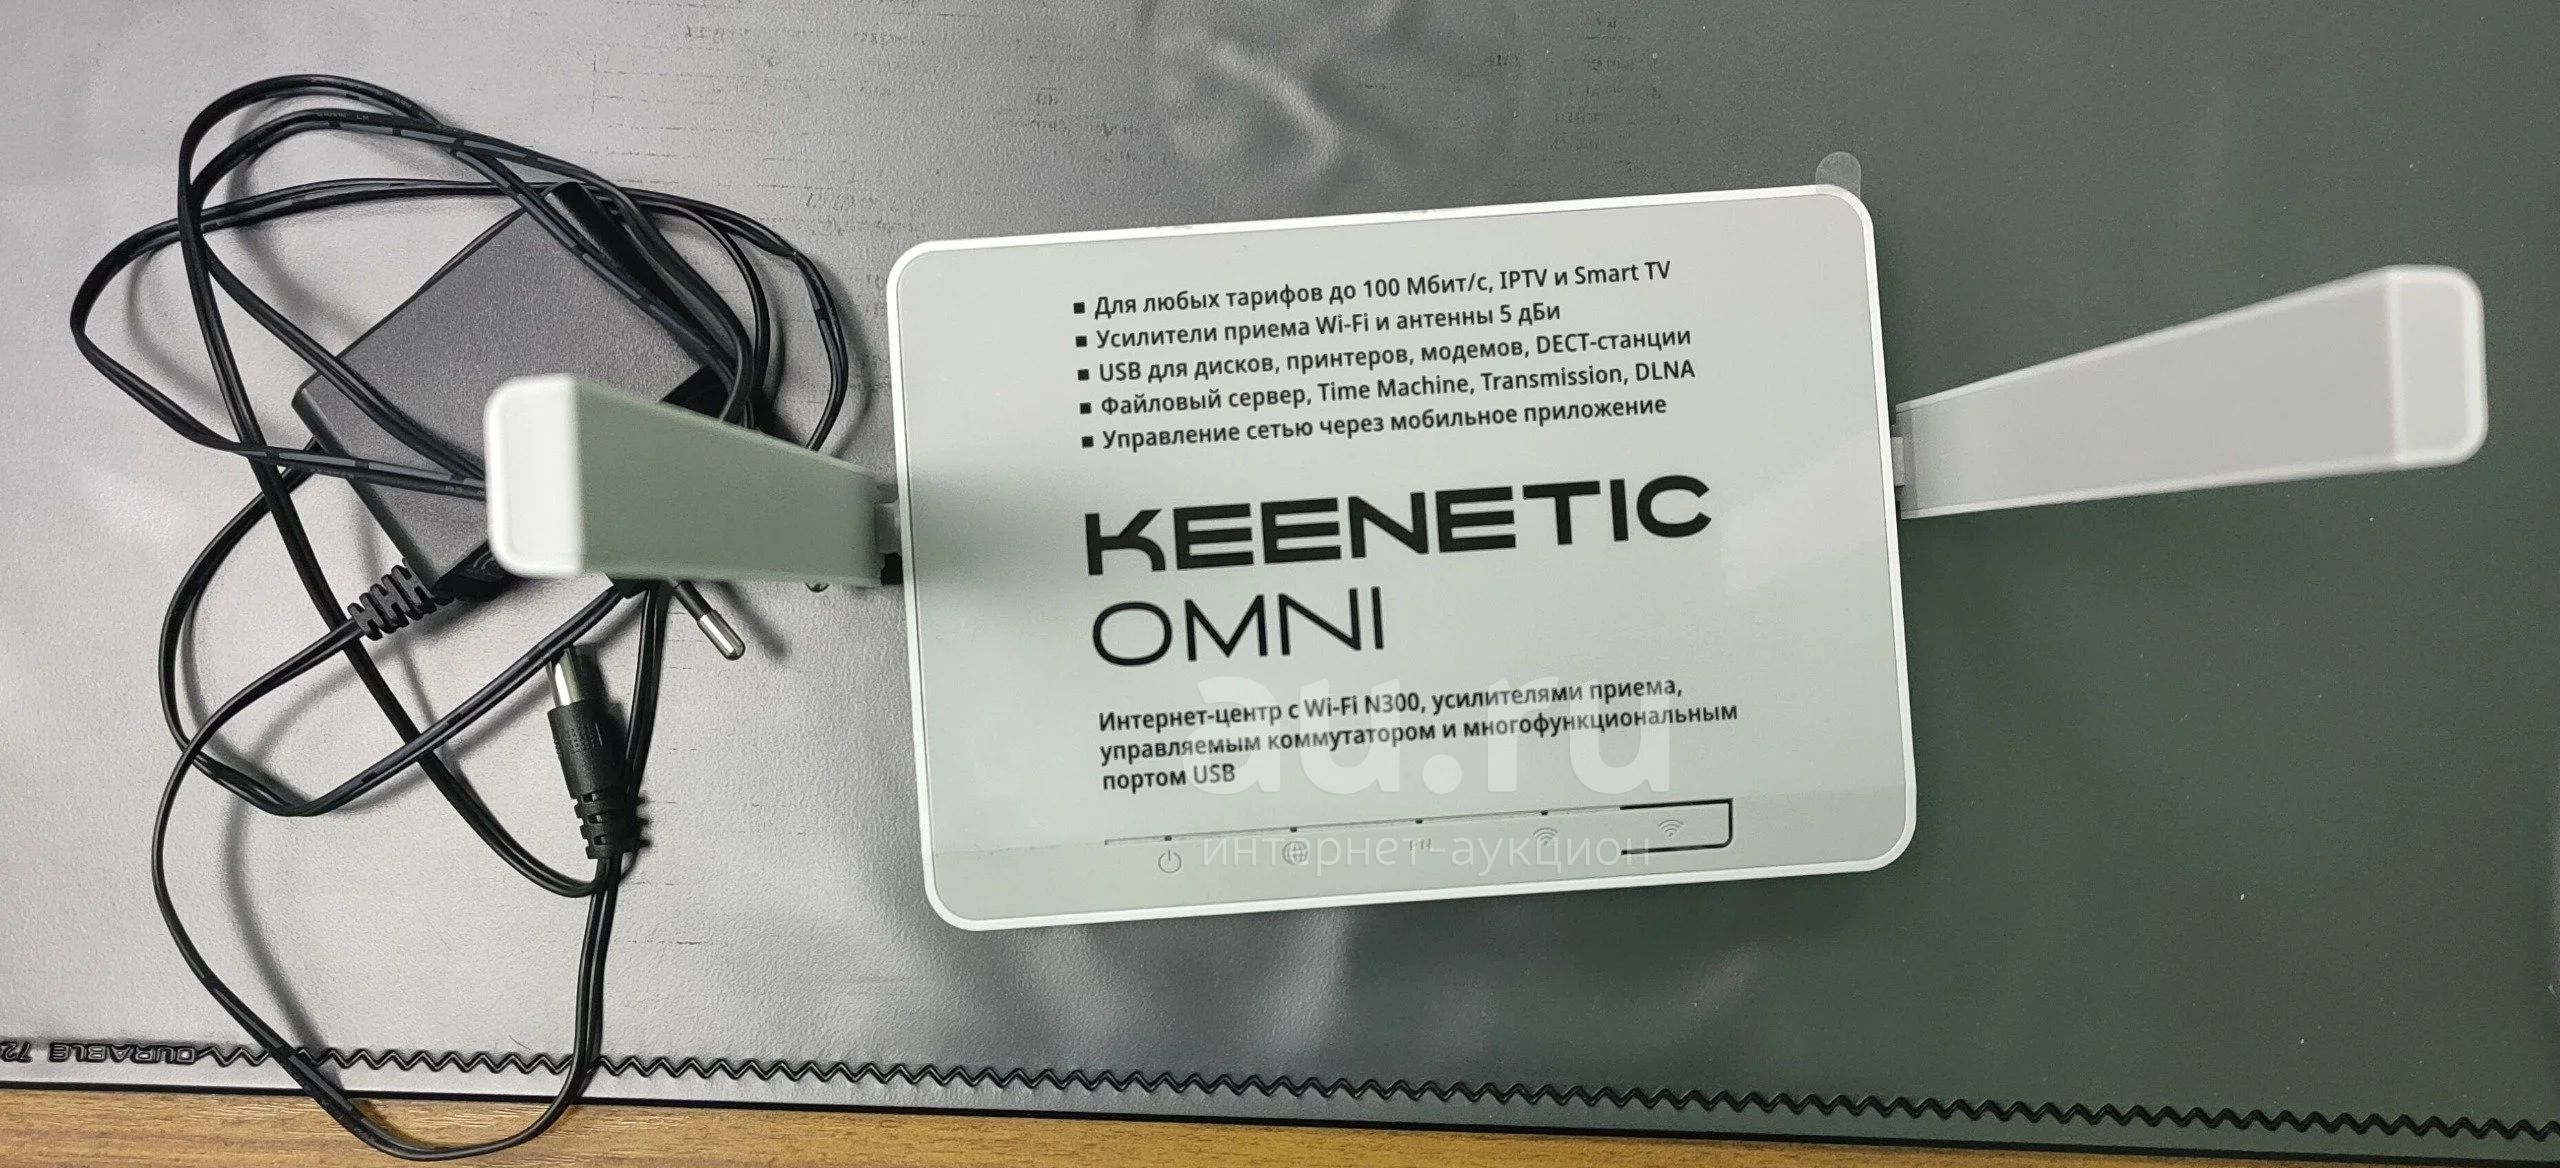 ■ Для любых тарифов до 100 Мбит/с, IPTV и Smart TV
■ Усилители приема Wi-Fi и антенны 5 дБи
■ USB для дисков, принтеров, модемов, DECT-станции
■ Файловый сервер, Time Machine, Transmission, DLNA
■ Управление сетью через мобильное приложение
KEENETIC
OMNI
Интернет-центр с Wi-Fi N300, усилителями приема,
управляемым коммутатором и многофункциональным
портом USB
au.ru
интернет-аукцион
DURABLE